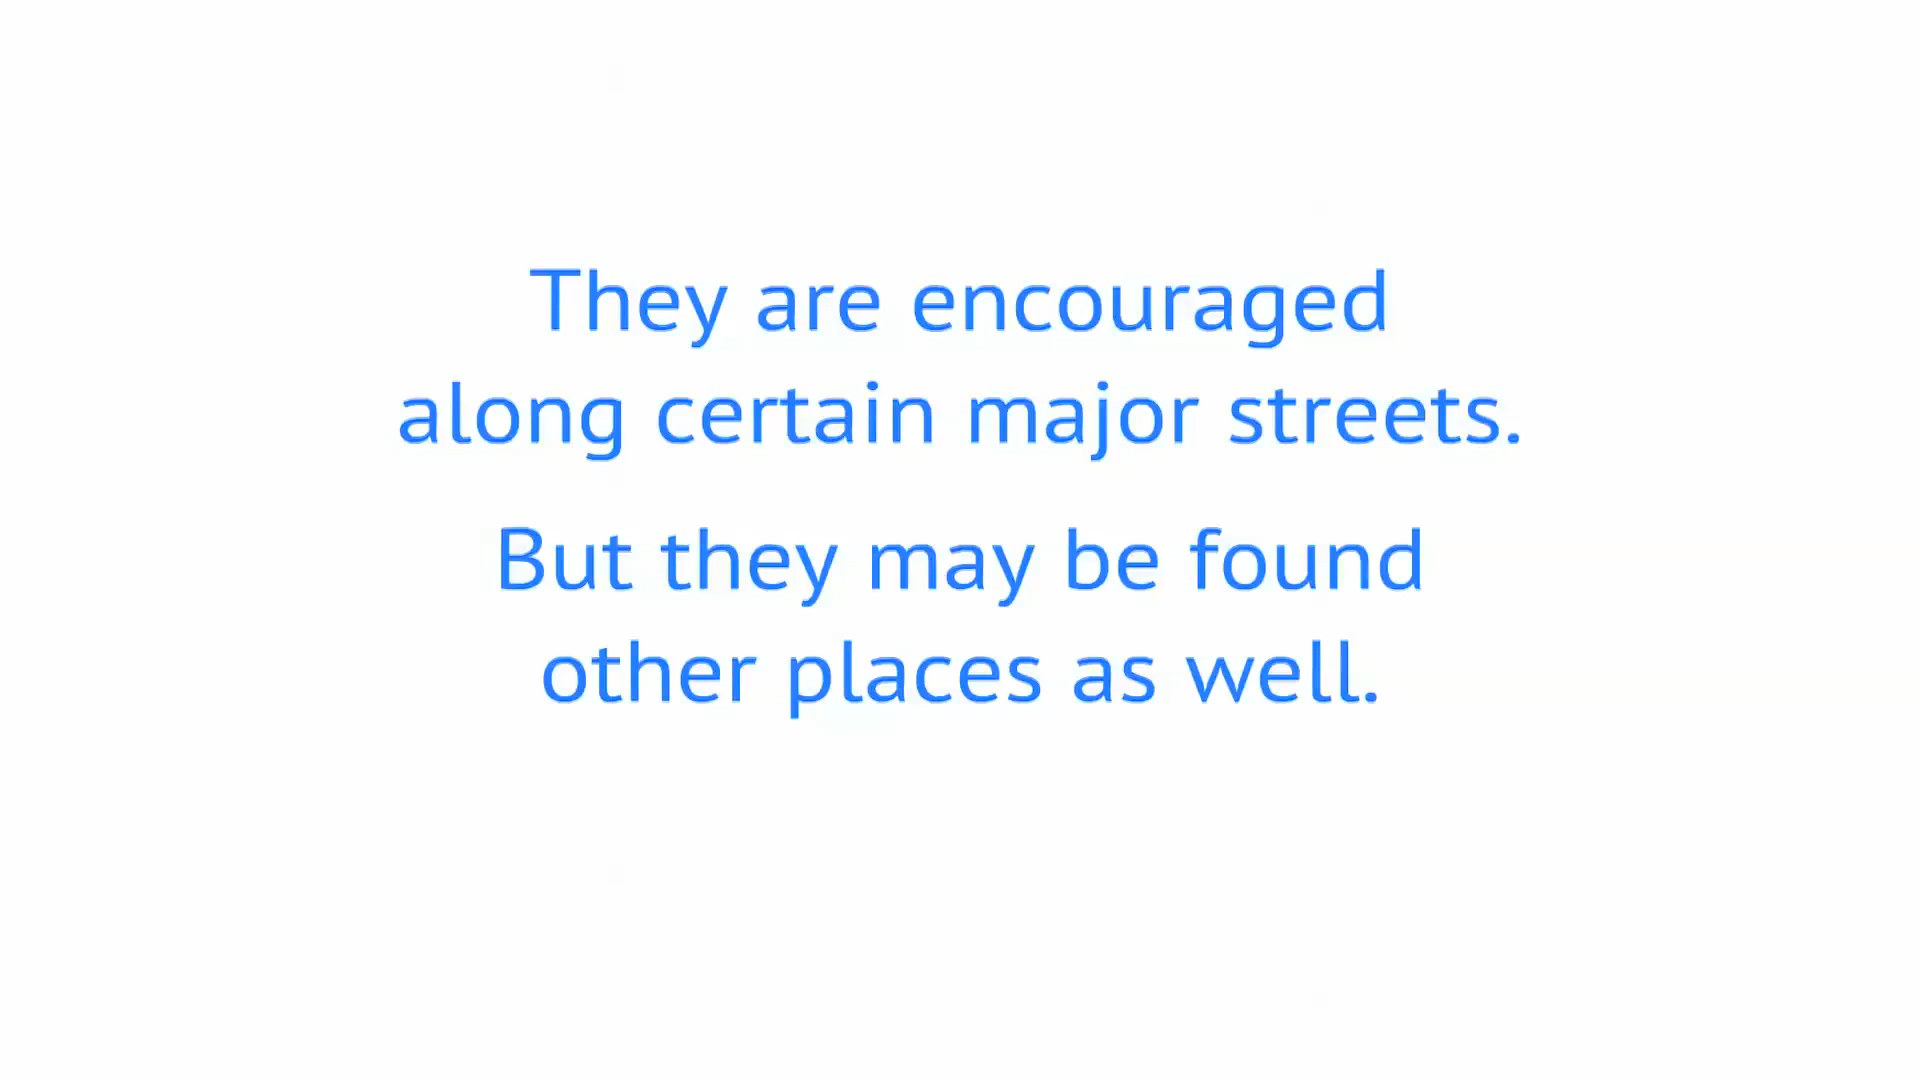 They are encouraged
along certain major streets.
But they may be found
other places as well.